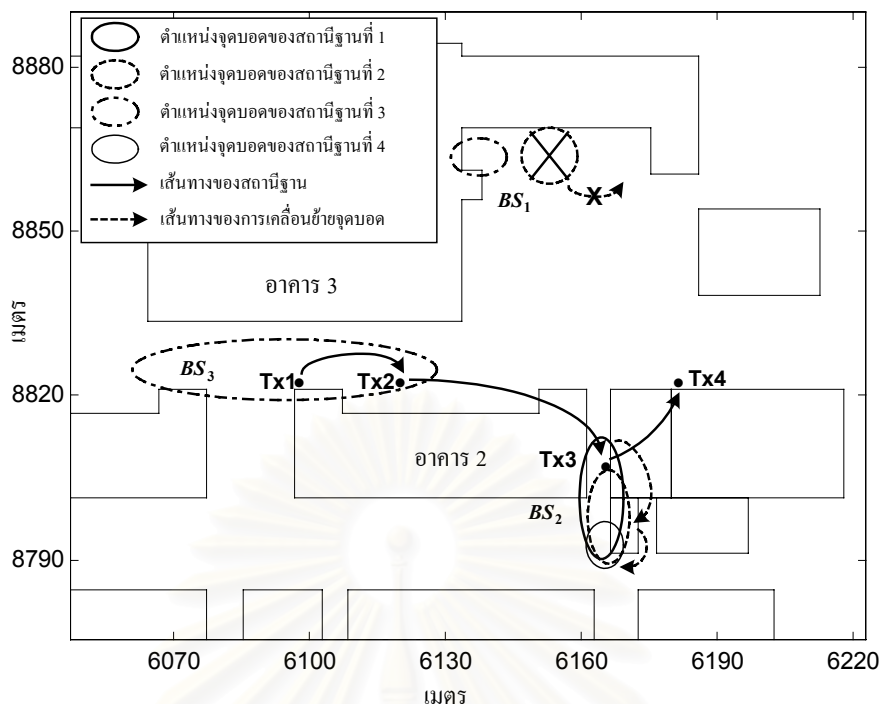 ตำแหน่งจุดบอดของสถานีฐานที่ 1
ตำแหน่งจุดบอดของสถานีฐานที่ 2
ตำแหน่งจุดบอดของสถานีฐานที่ 3
ตำแหน่งจุดบอดของสถานีฐานที่ 4
เส้นทางของสถานีฐาน
เส้นทางของการเคลื่อนย้ายจุดบอด
8880
8850
8820
8790
เมตร
BS1
X
อาคาร 3
BS3
Tx1
Tx2
Tx4
อาคาร 2
Tx3
BS2
6070 6100 6130 6160 6190 6220
เมตร